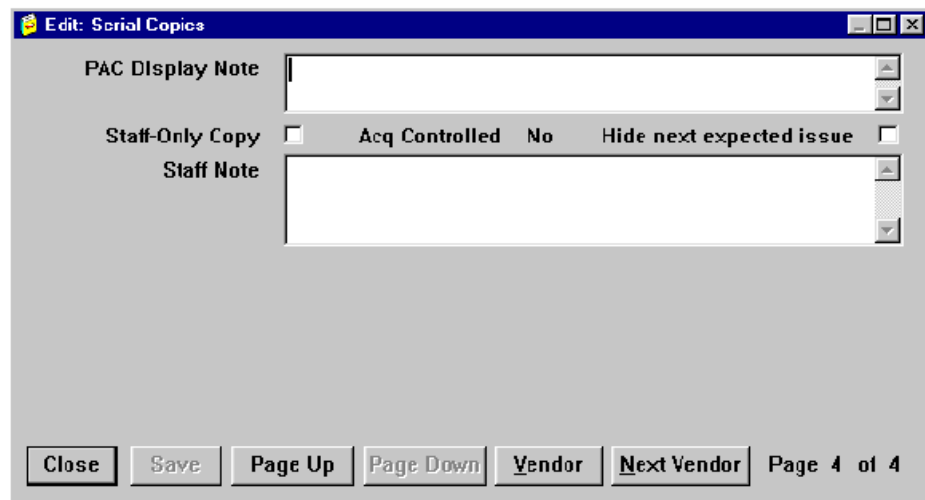 Edit: Serial Copies
PAC Display Note
Staff-Only Copy Acq Controlled No Hide next expected issue
Staff Note
Close Save Page Up Page Down Vendor Next Vendor Page 4 of 4